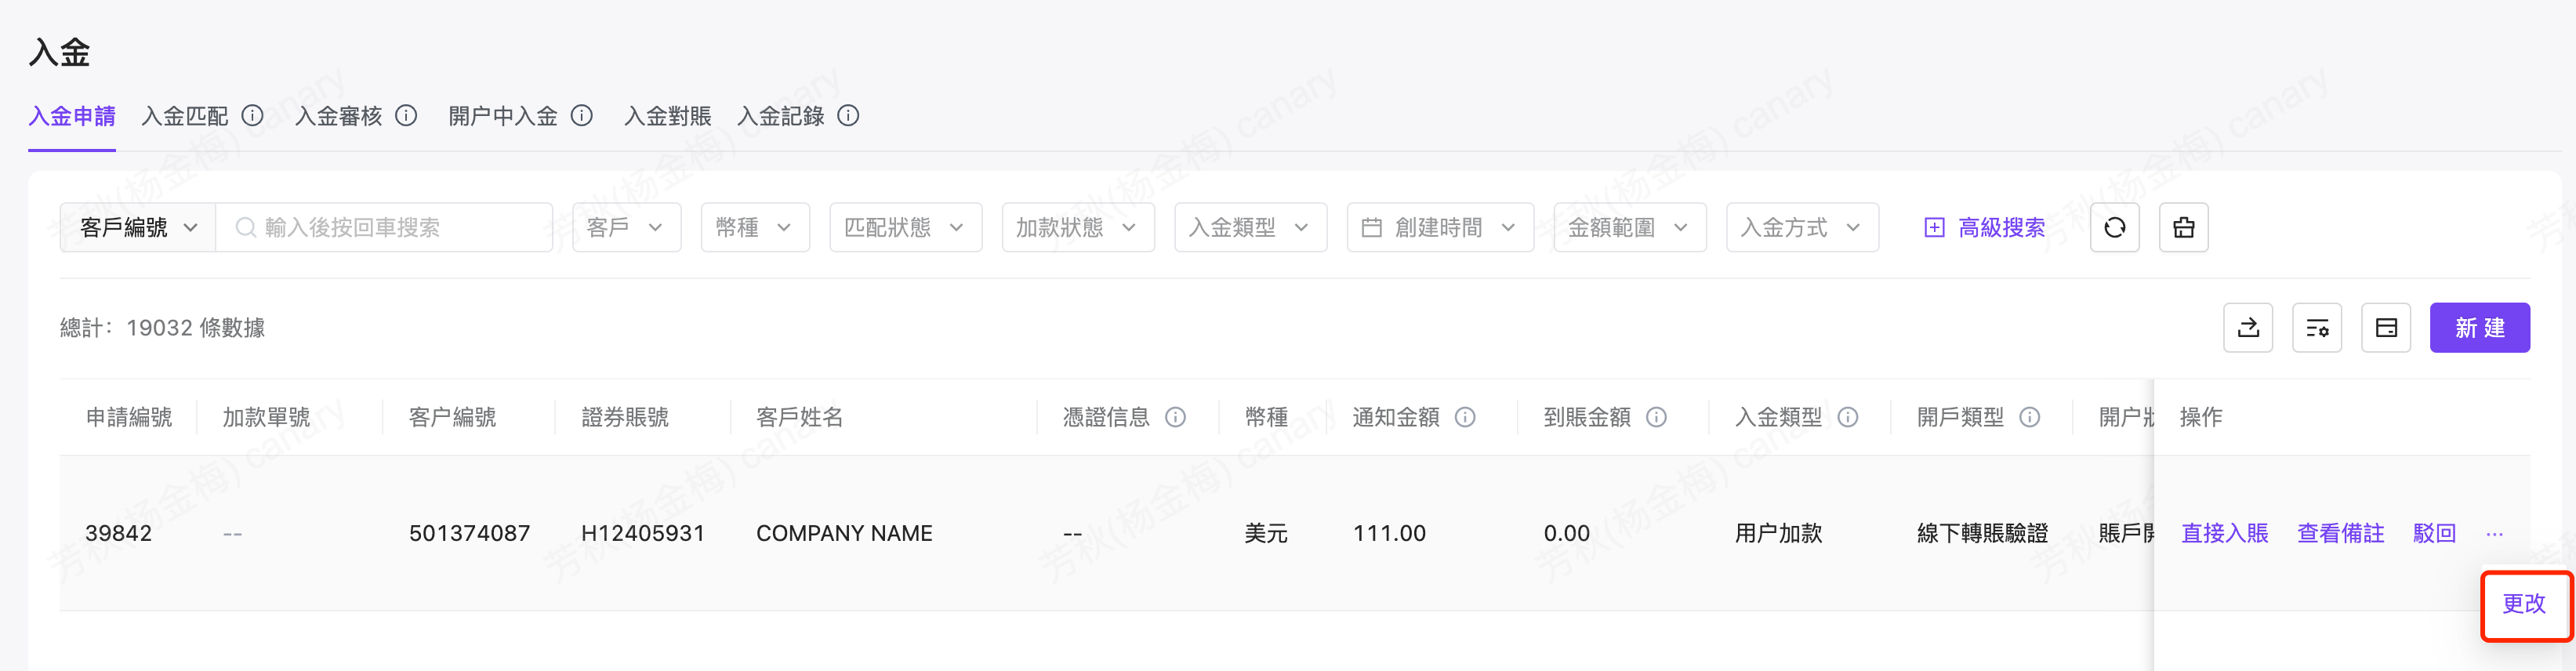 入金
入金申請 入金匹配 入金審核 開户中入金 入金對賬 入金記錄
客戶編號 輸入後按回車搜索 客戶 幣種 匹配狀態 加款狀態 入金類型 創建時間 金額範圍 入金方式 高級搜索
總計： 19032 條數據 新 建
申請編號 加款單號 客户編號 證券賬號 客戶姓名 憑證信息 幣種 通知金額 到賬金額 入金類型 開戶類型 開戶 操作
39842 -- 501374087 H12405931 COMPANY NAME -- 美元 111.00 0.00 用户加款 線下轉賬驗證 賬戶 直接入賬 查看備註 駁回 ...
更改
芳秋(杨金梅) canary